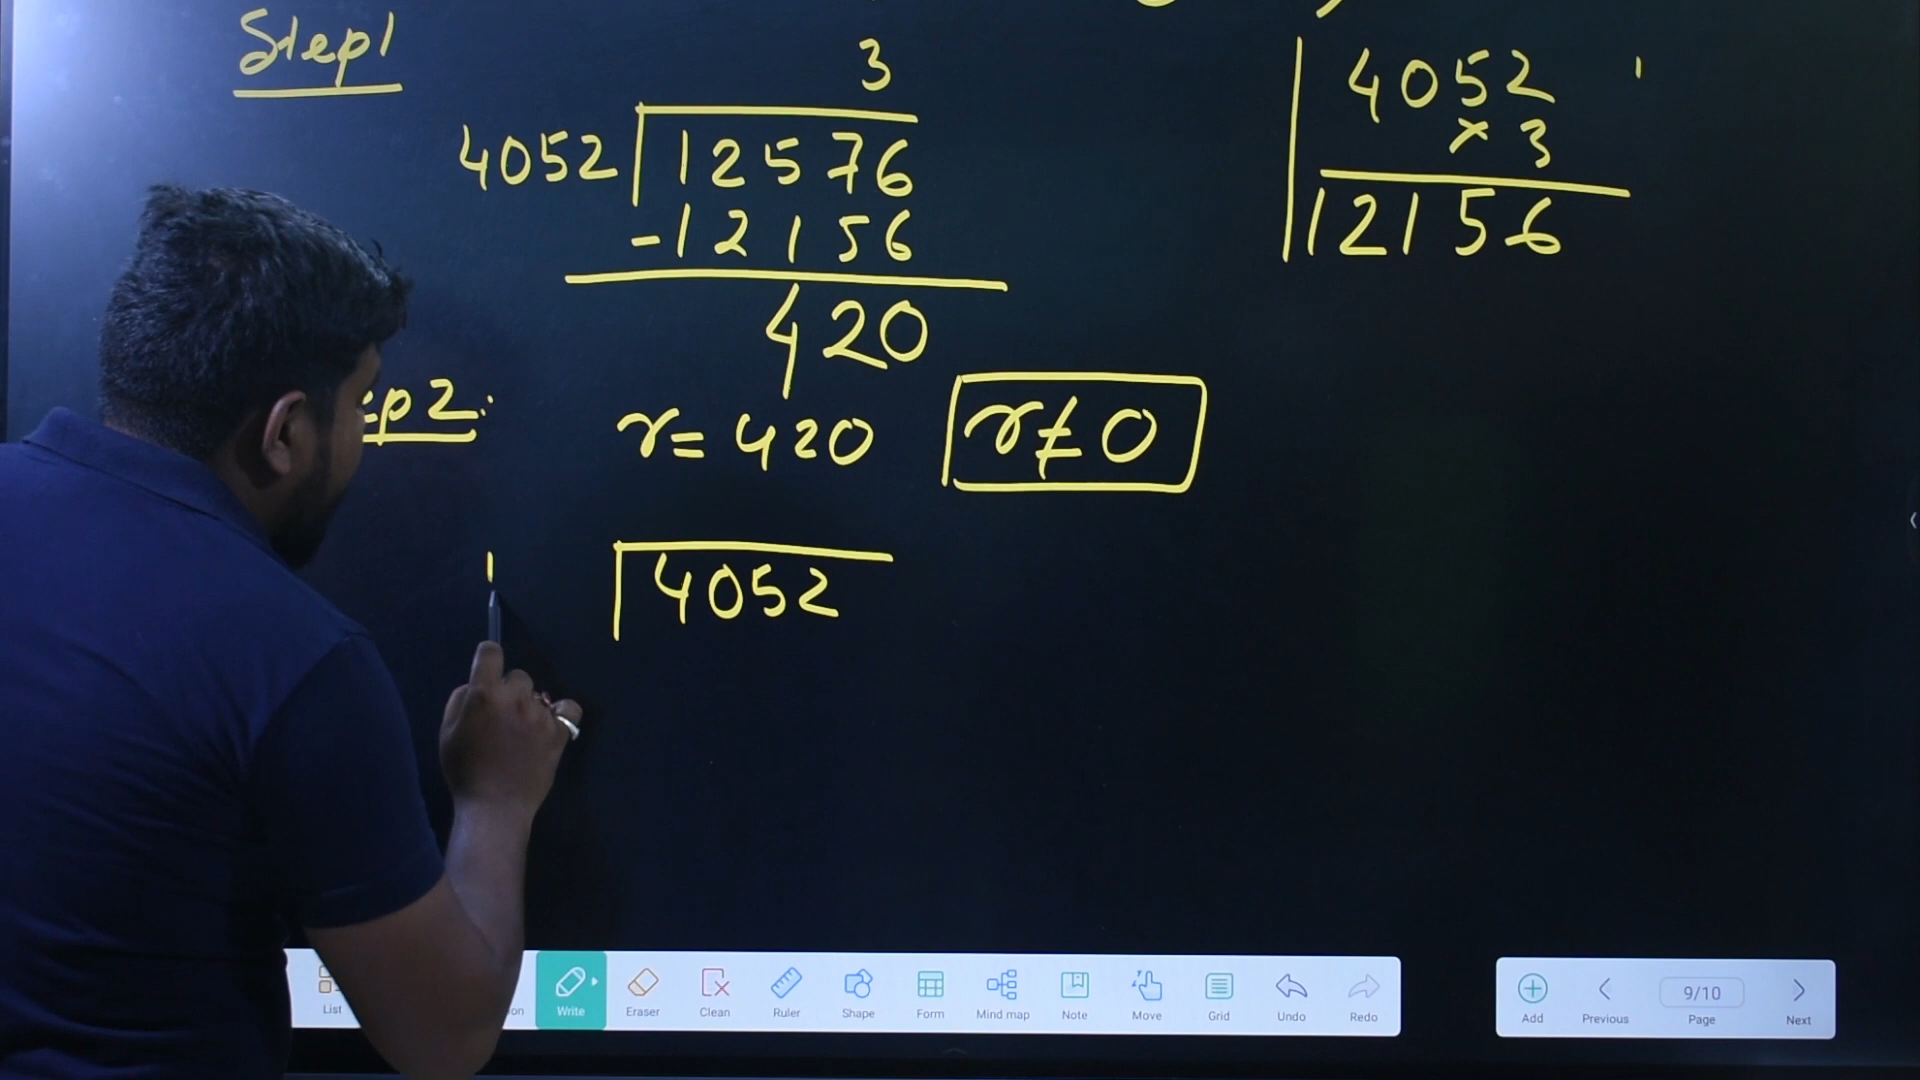 Step1
3
4052 12576
-12156
420
4052
× 3
12156
ep2:
r= 420 r≠0
4052
List on Write Eraser Clean Ruler Shape Form Mind map Note Move Grid Undo Redo
Add Previous 9/10 Page Next